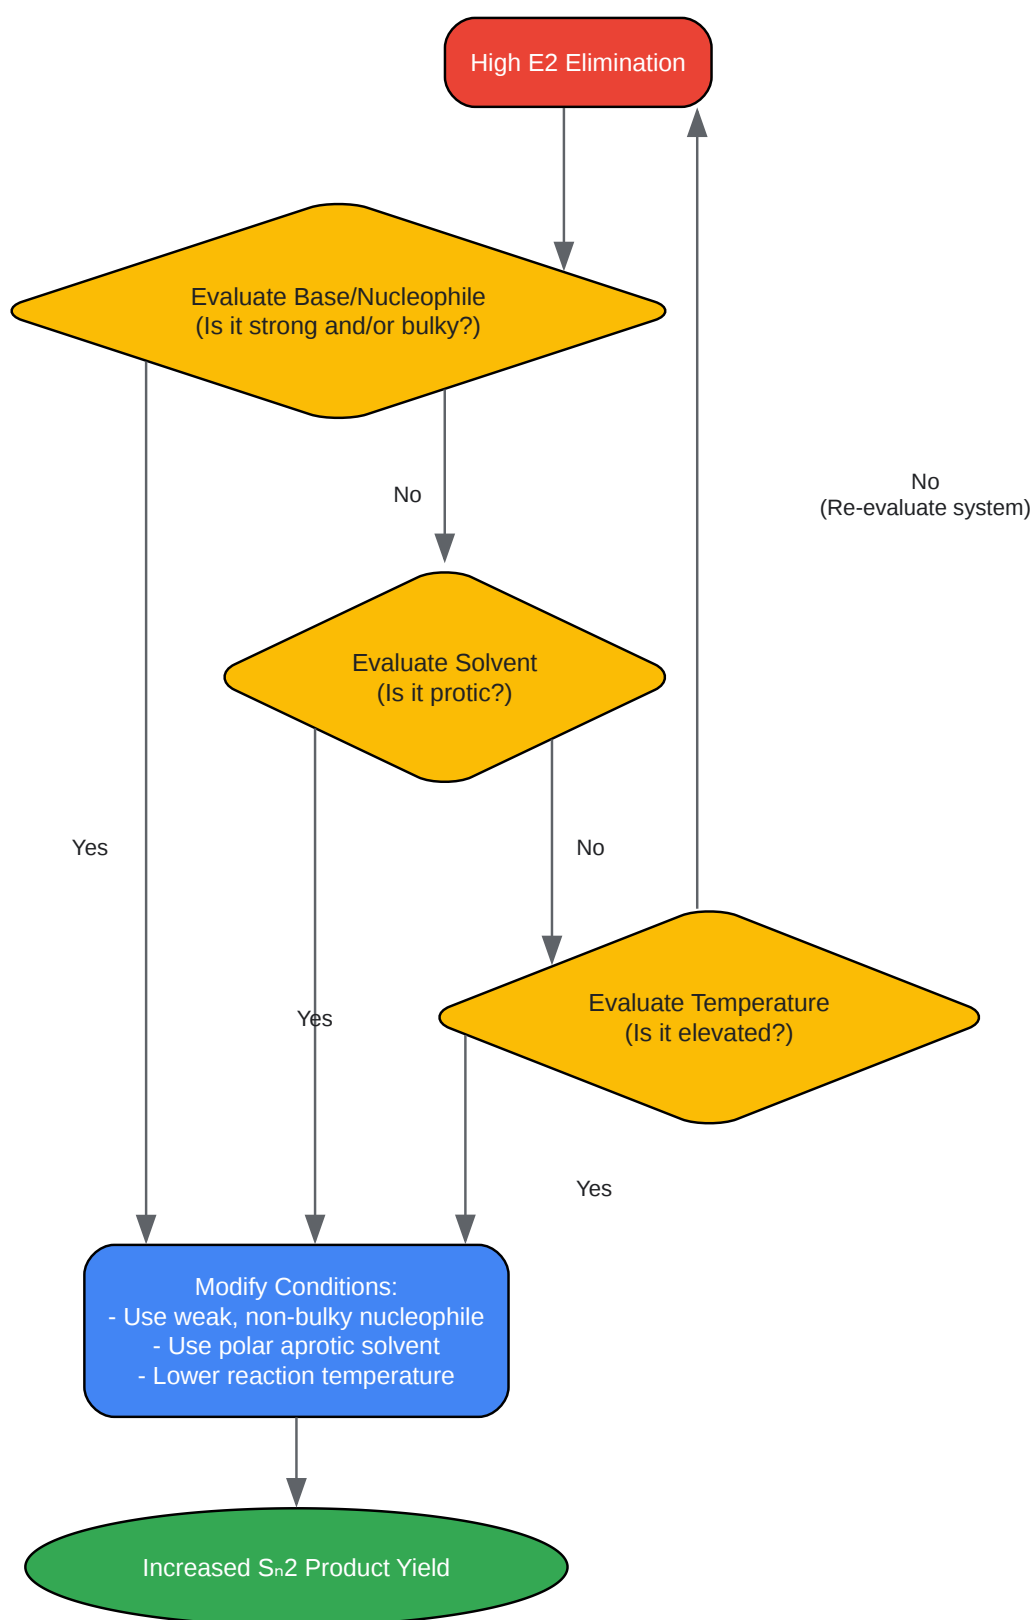 High E2 Elimination
Evaluate Base/Nucleophile
(Is it strong and/or bulky?)
No
No
(Re-evaluate system)
Evaluate Solvent
(Is it protic?)
Yes
No
Evaluate Temperature
(Is it elevated?)
Yes
Yes
Modify Conditions:
- Use weak, non-bulky nucleophile
- Use polar aprotic solvent
- Lower reaction temperature
Increased Sₙ2 Product Yield